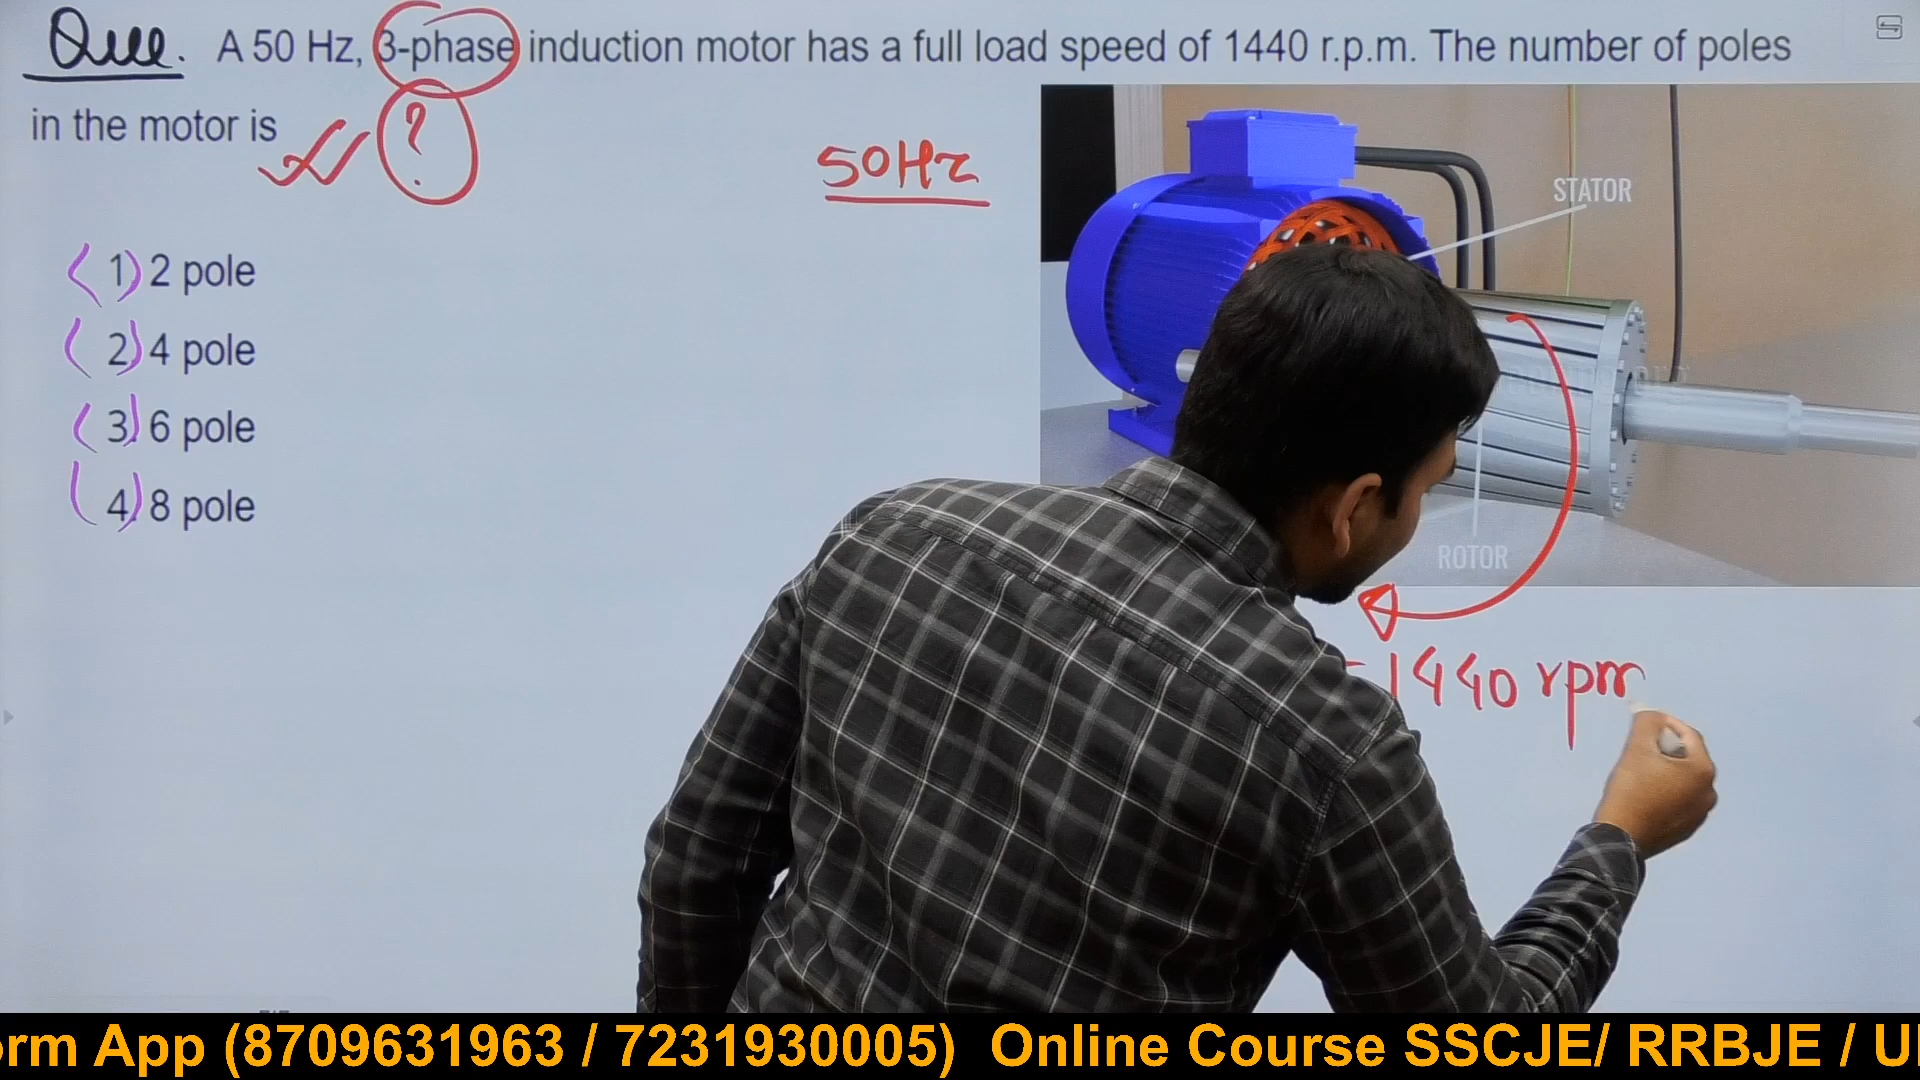 Que. A 50 Hz, 3-phase induction motor has a full load speed of 1440 r.p.m. The number of poles
in the motor is ?
50Hz
STATOR
(1) 2 pole
(2) 4 pole
(3) 6 pole
(4) 8 pole
ROTOR
1440 rpm
orm App (8709631963 / 7231930005) Online Course SSCJE/ RRBJE / U